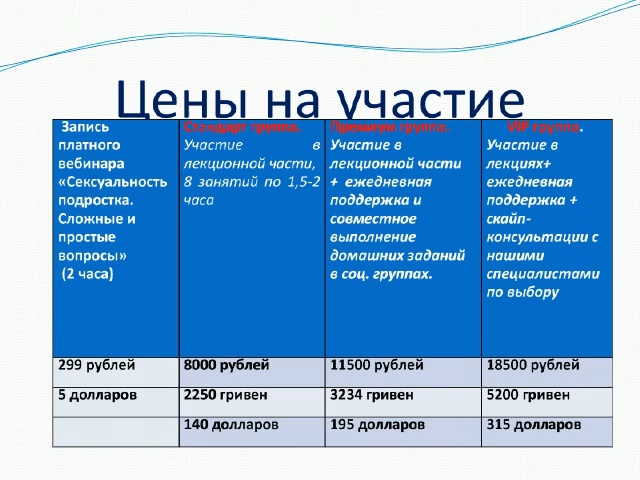 Цены на участие
Запись
платного
вебинара
«Сексуальность
подростка.
Сложные и
простые
вопросы»
(2 часа)
Стандарт группа.
Участие в
лекционной части,
8 занятий по 1,5-2
часа
Премиум группа.
Участие в
лекционной части
+ ежедневная
поддержка и
совместное
выполнение
домашних заданий
в соц. группах.
VIP группа.
Участие в
лекциях+
ежедневная
поддержка +
скайп-
консультации с
нашими
специалистами
по выбору
299 рублей 8000 рублей 11500 рублей 18500 рублей
5 долларов 2250 гривен 3234 гривен 5200 гривен
140 долларов 195 долларов 315 долларов